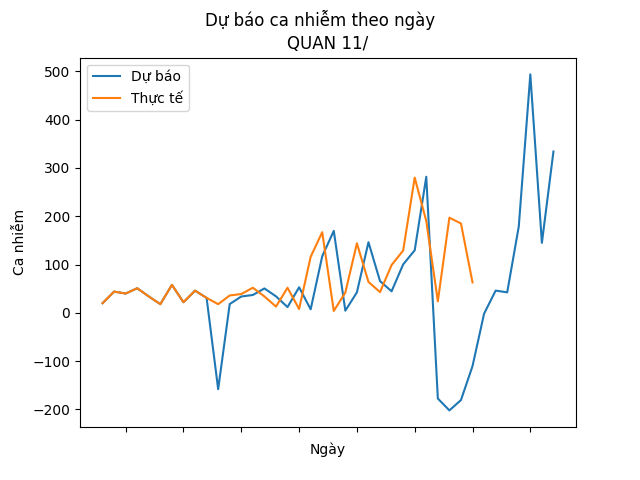 Dự báo ca nhiễm theo ngày
QUAN 11/
Dự báo
Thực tế
500
400
300
200
100
0
−100
−200
Ca nhiễm
Ngày